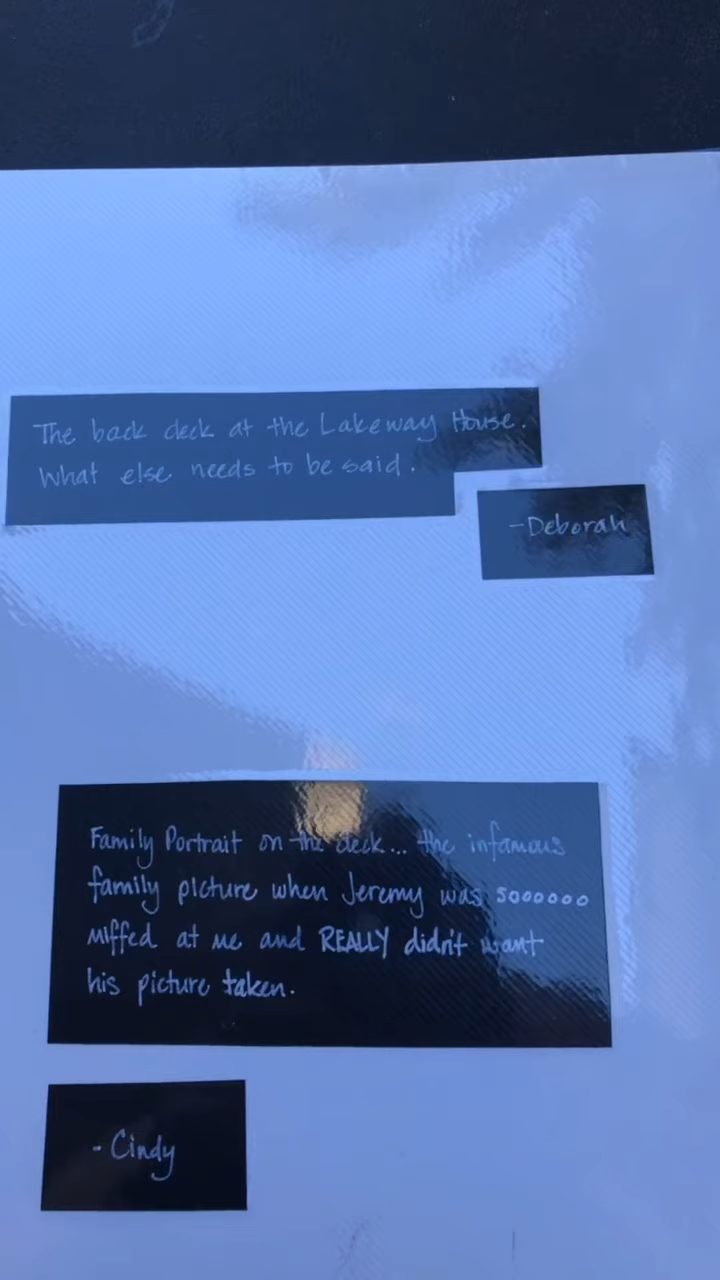 The back deck at the Lakeway House.
What else needs to be said.
-Deborah
Family Portrait on the deck... the infamous
family picture when Jeremy was soooooo
miffed at me and REALLY didn't want
his picture taken.
- Cindy